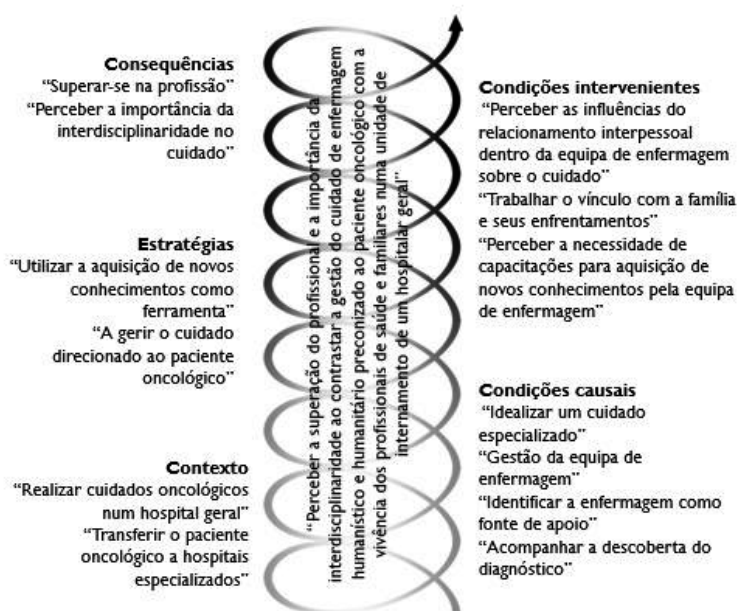 Consequências
“Superar-se na profissão”
“Perceber a importância da
interdisciplinaridade no
cuidado”
Estratégias
“Utilizar a aquisição de novos
conhecimentos como
ferramenta”
“A gerir o cuidado
direcionado ao paciente
oncológico”
Contexto
“Realizar cuidados oncológicos
num hospital geral”
“Transferir o paciente
oncológico a hospitais
especializados”
“Perceber a superação do profissional e a importância da
interdisciplinaridade ao contrastar a gestão do cuidado de enfermagem
humanístico e humanitário preconizado ao paciente oncológico com a
vivência dos profissionais de saúde e familiares numa unidade de
internamento de um hospitalar geral”
Condições intervenientes
“Perceber as influências do
relacionamento interpessoal
dentro da equipa de enfermagem
sobre o cuidado”
“Trabalhar o vínculo com a família
e seus enfrentamentos”
“Perceber a necessidade de
capacitações para aquisição de
novos conhecimentos pela equipa
de enfermagem”
Condições causais
“Idealizar um cuidado
especializado”
“Gestão da equipa de
enfermagem”
“Identificar a enfermagem como
fonte de apoio”
“Acompanhar a descoberta do
diagnóstico”